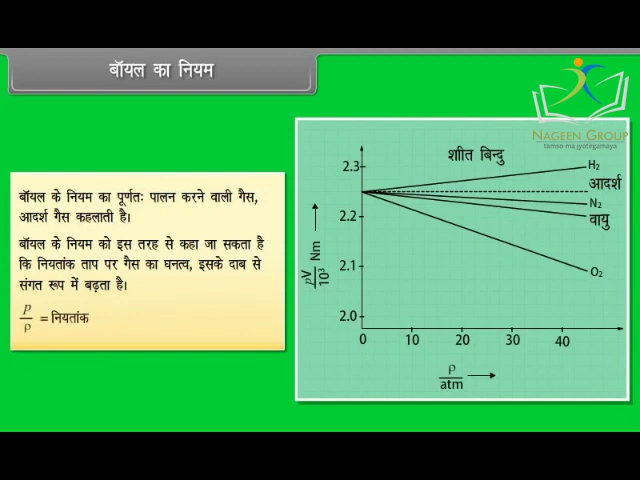 बॉयल का नियम
NAGEEN GROUP
tamso-ma jyotirgamaya
बॉयल के नियम का पूर्णतः पालन करने वाली गैस,
आदर्श गैस कहलाती है।
बॉयल के नियम को इस तरह से कहा जा सकता है
कि नियतांक ताप पर गैस का घनत्व, इसके दाब से
संगत रूप में बढ़ता है।
p/ρ = नियतांक
शाीत बिन्दु
H₂
आदर्श
N₂
वायु
O₂
2.3
2.2
2.1
2.0
pV/10³ Nm
0 10 20 30 40
ρ/atm